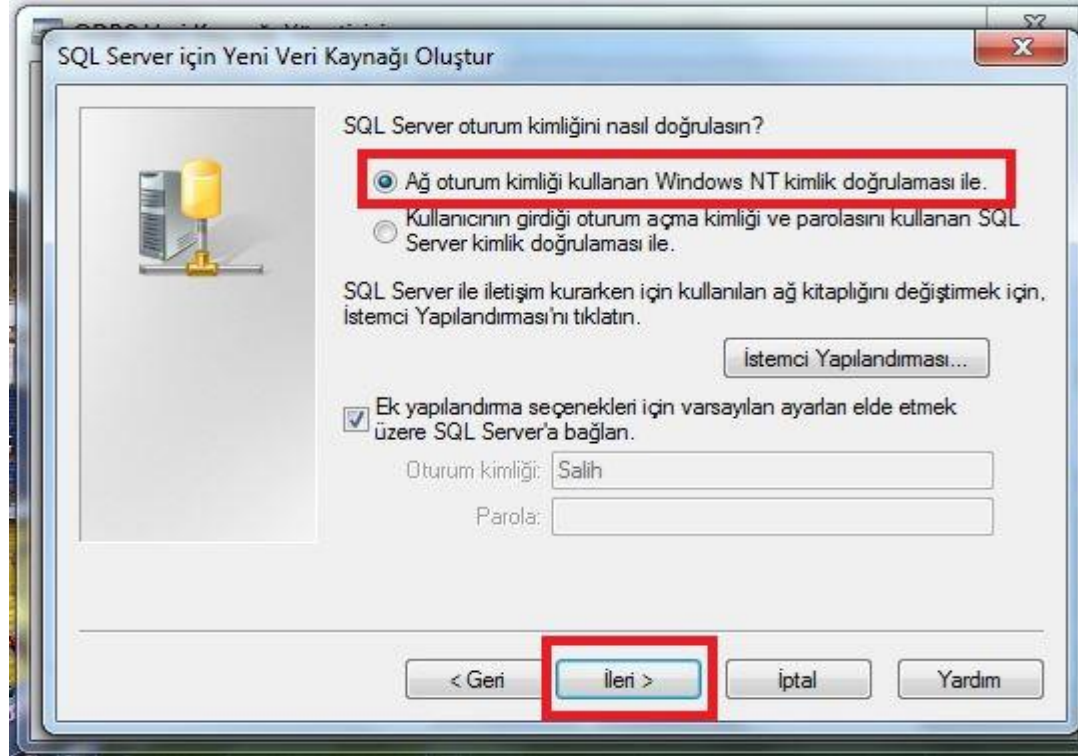 SQL Server için Yeni Veri Kaynağı Oluştur
SQL Server oturum kimliğini nasıl doğrulasın?
Ağ oturum kimliği kullanan Windows NT kimlik doğrulaması ile.
Kullanıcının girdiği oturum açma kimliği ve parolasını kullanan SQL
Server kimlik doğrulaması ile.
SQL Server ile iletişim kurarken için kullanılan ağ kitaplığını değiştirmek için,
İstemci Yapılandırması'nı tıklatın.
İstemci Yapılandırması...
Ek yapılandırma seçenekleri için varsayılan ayarları elde etmek
üzere SQL Server'a bağlan.
Oturum kimliği: Salih
Parola:
< Geri İleri > İptal Yardım